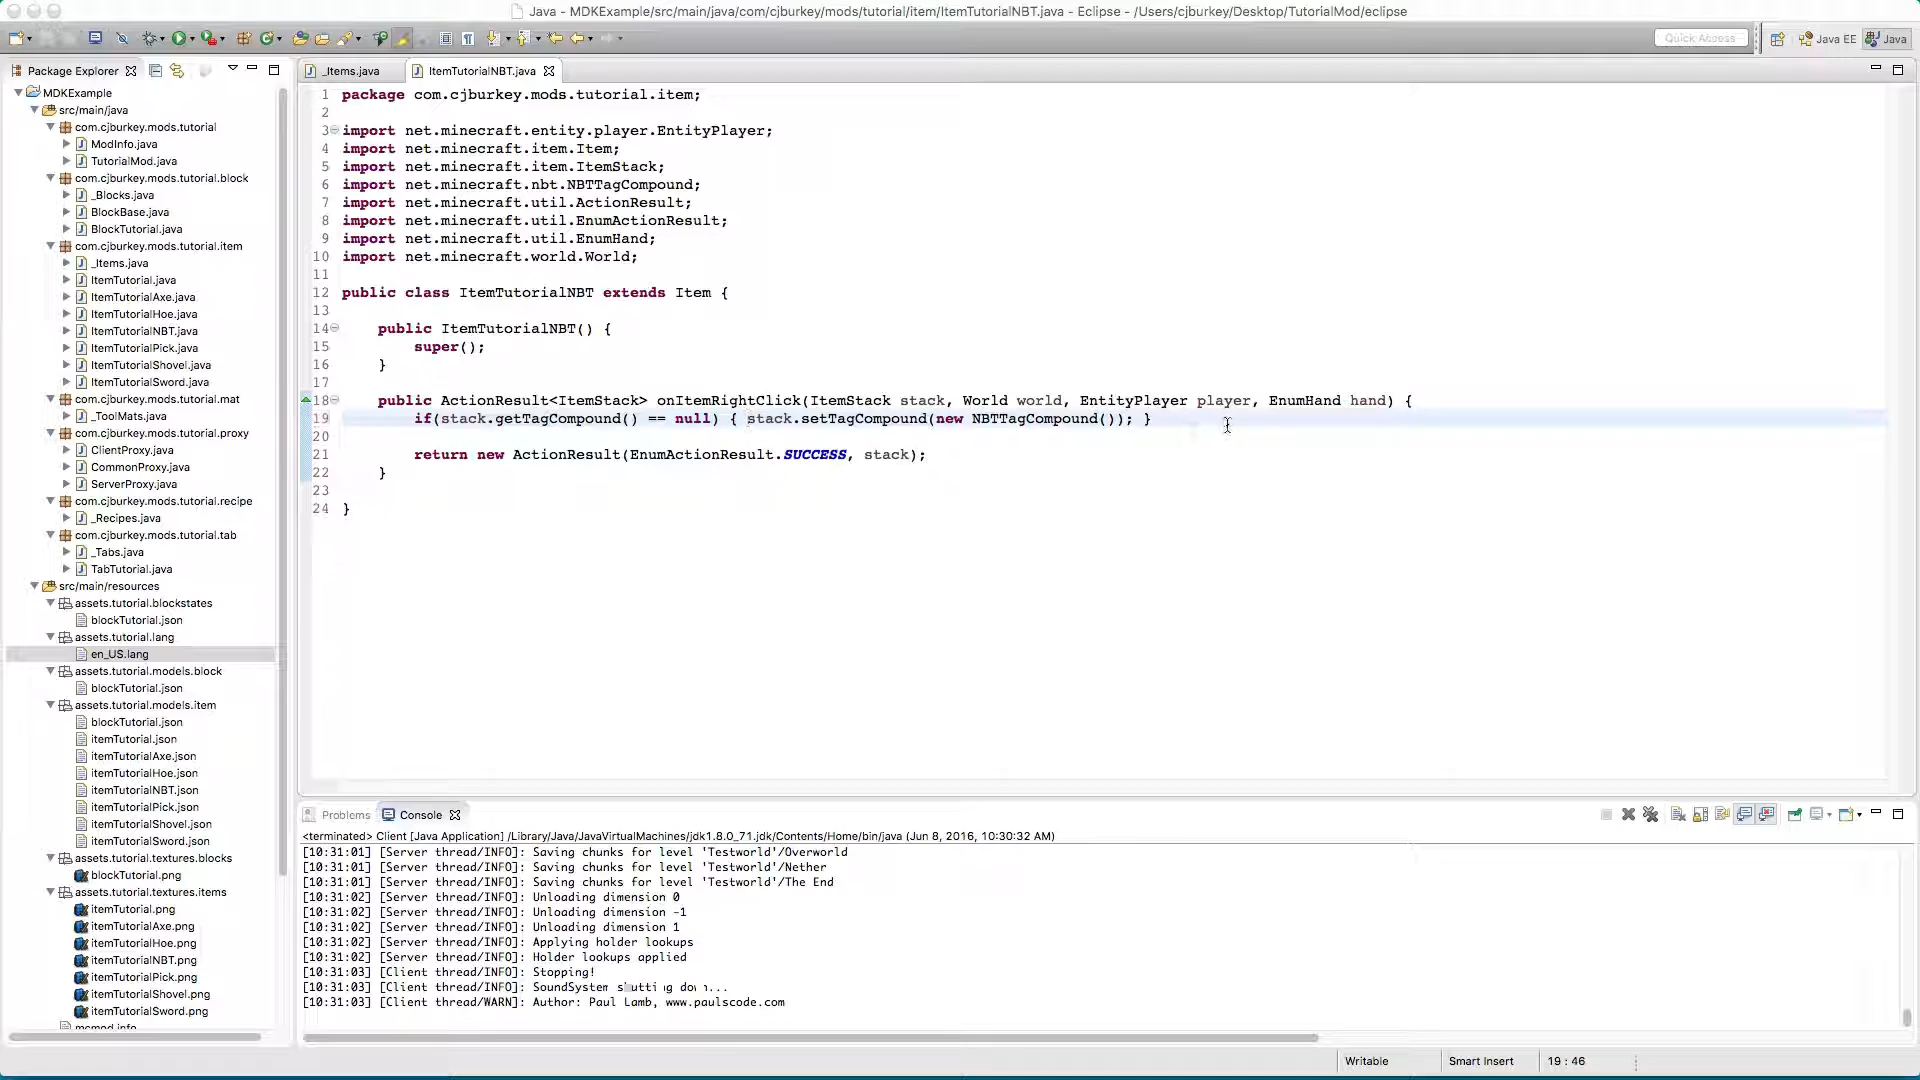 Java - MDKExample/src/main/java/com/cjburkey/mods/tutorial/item/ItemTutorialNBT.java - Eclipse - /Users/cjburkey/Desktop/TutorialMod/eclipse
Quick Access
Java EE
Java
Package Explorer
_Items.java
ItemTutorialNBT.java
MDKExample
src/main/java
com.cjburkey.mods.tutorial
ModInfo.java
TutorialMod.java
com.cjburkey.mods.tutorial.block
_Blocks.java
BlockBase.java
BlockTutorial.java
com.cjburkey.mods.tutorial.item
_Items.java
ItemTutorial.java
ItemTutorialAxe.java
ItemTutorialHoe.java
ItemTutorialNBT.java
ItemTutorialPick.java
ItemTutorialShovel.java
ItemTutorialSword.java
com.cjburkey.mods.tutorial.mat
_ToolMats.java
com.cjburkey.mods.tutorial.proxy
ClientProxy.java
CommonProxy.java
ServerProxy.java
com.cjburkey.mods.tutorial.recipe
_Recipes.java
com.cjburkey.mods.tutorial.tab
_Tabs.java
TabTutorial.java
src/main/resources
assets.tutorial.blockstates
blockTutorial.json
assets.tutorial.lang
en_US.lang
assets.tutorial.models.block
blockTutorial.json
assets.tutorial.models.item
blockTutorial.json
itemTutorial.json
itemTutorialAxe.json
itemTutorialHoe.json
itemTutorialNBT.json
itemTutorialPick.json
itemTutorialShovel.json
itemTutorialSword.json
assets.tutorial.textures.blocks
blockTutorial.png
assets.tutorial.textures.items
itemTutorial.png
itemTutorialAxe.png
itemTutorialHoe.png
itemTutorialNBT.png
itemTutorialPick.png
itemTutorialShovel.png
itemTutorialSword.png
mcmod.info
1 package com.cjburkey.mods.tutorial.item;
2
3 import net.minecraft.entity.player.EntityPlayer;
4 import net.minecraft.item.Item;
5 import net.minecraft.item.ItemStack;
6 import net.minecraft.nbt.NBTTagCompound;
7 import net.minecraft.util.ActionResult;
8 import net.minecraft.util.EnumActionResult;
9 import net.minecraft.util.EnumHand;
10 import net.minecraft.world.World;
11
12 public class ItemTutorialNBT extends Item {
13
14 public ItemTutorialNBT() {
15 super();
16 }
17
18 public ActionResult<ItemStack> onItemRightClick(ItemStack stack, World world, EntityPlayer player, EnumHand hand) {
19 if(stack.getTagCompound() == null) { stack.setTagCompound(new NBTTagCompound()); }
20
21 return new ActionResult(EnumActionResult.SUCCESS, stack);
22 }
23
24 }
Problems
Console
<terminated> Client [Java Application] /Library/Java/JavaVirtualMachines/jdk1.8.0_71.jdk/Contents/Home/bin/java (Jun 8, 2016, 10:30:32 AM)
[10:31:01] [Server thread/INFO]: Saving chunks for level 'Testworld'/Overworld
[10:31:01] [Server thread/INFO]: Saving chunks for level 'Testworld'/Nether
[10:31:01] [Server thread/INFO]: Saving chunks for level 'Testworld'/The End
[10:31:02] [Server thread/INFO]: Unloading dimension 0
[10:31:02] [Server thread/INFO]: Unloading dimension -1
[10:31:02] [Server thread/INFO]: Unloading dimension 1
[10:31:02] [Server thread/INFO]: Applying holder lookups
[10:31:02] [Server thread/INFO]: Holder lookups applied
[10:31:03] [Client thread/INFO]: Stopping!
[10:31:03] [Client thread/INFO]: SoundSystem
[10:31:03] [Client thread/WARN]: Author: Paul Lamb, www.paulscode.com
Writable
Smart Insert
19 : 46